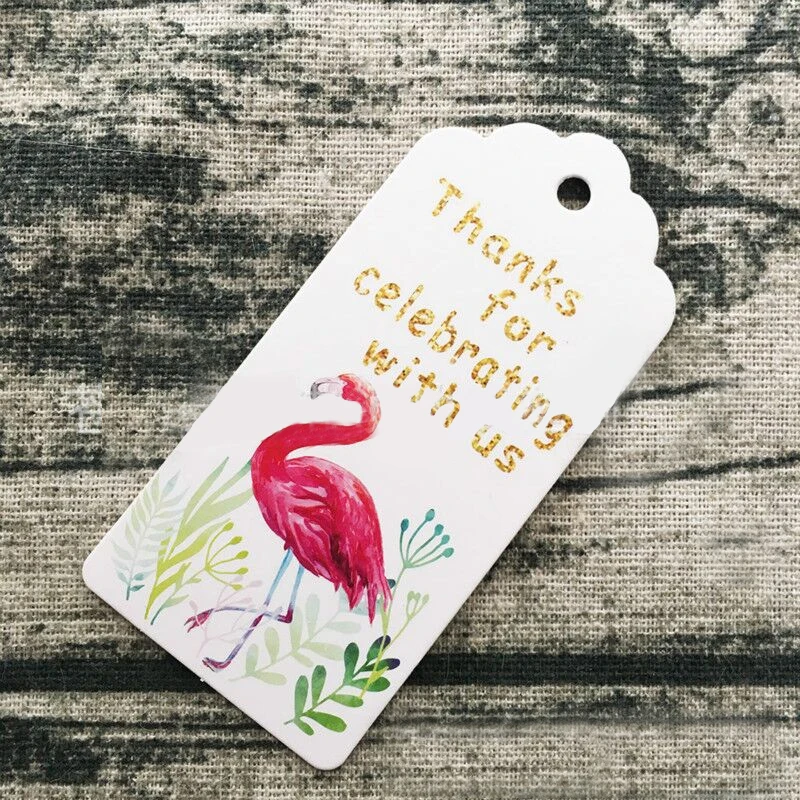 Thanks
for
celebrating
with us